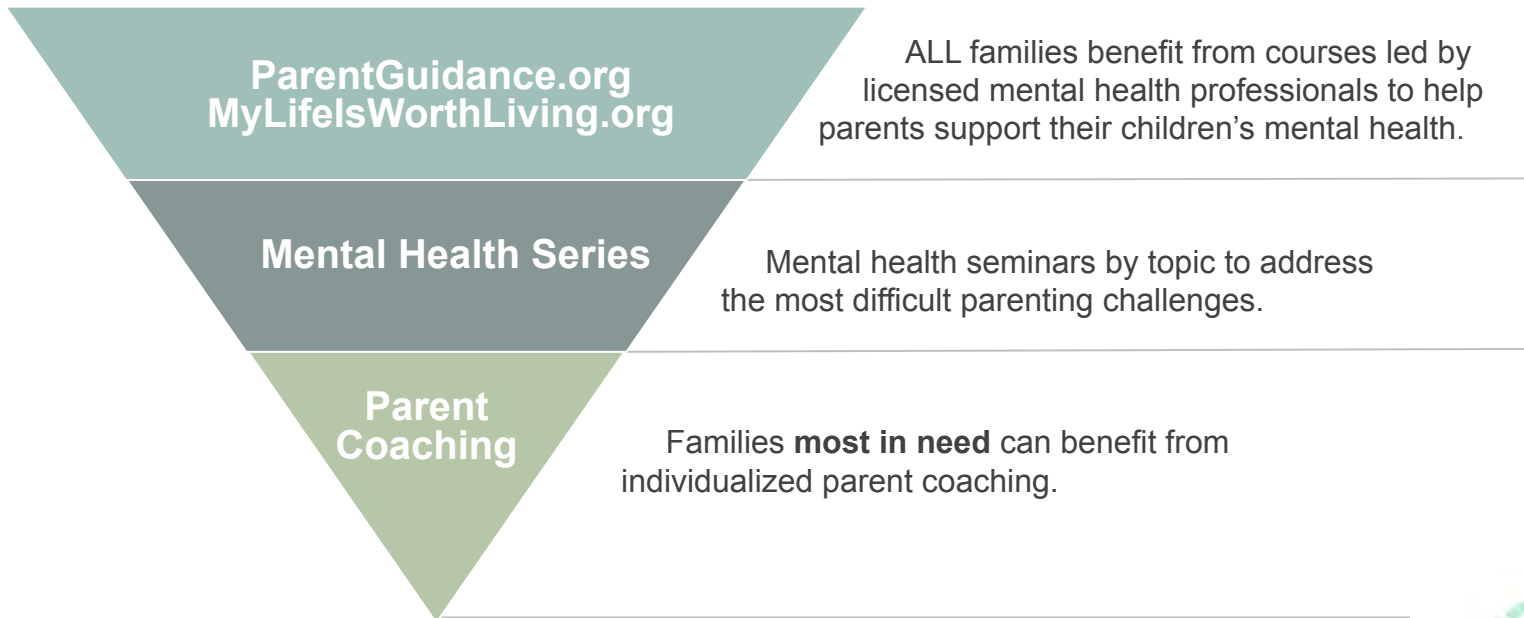 ParentGuidance.org
MyLifeIsWorthLiving.org
ALL families benefit from courses led by
licensed mental health professionals to help
parents support their children’s mental health.
Mental Health Series
Mental health seminars by topic to address
the most difficult parenting challenges.
Parent
Coaching
Families most in need can benefit from
individualized parent coaching.